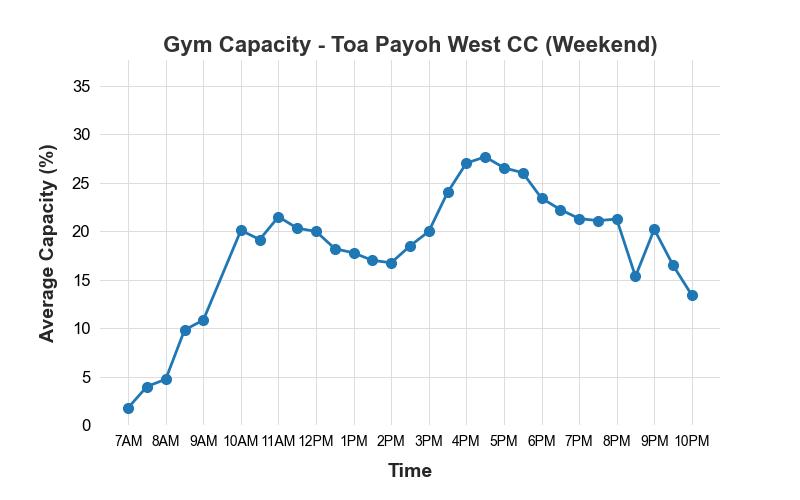 Gym Capacity - Toa Payoh West CC (Weekend)
Average Capacity (%)
35
30
25
20
15
10
5
0
7AM 8AM 9AM 10AM 11AM 12PM 1PM 2PM 3PM 4PM 5PM 6PM 7PM 8PM 9PM 10PM
Time